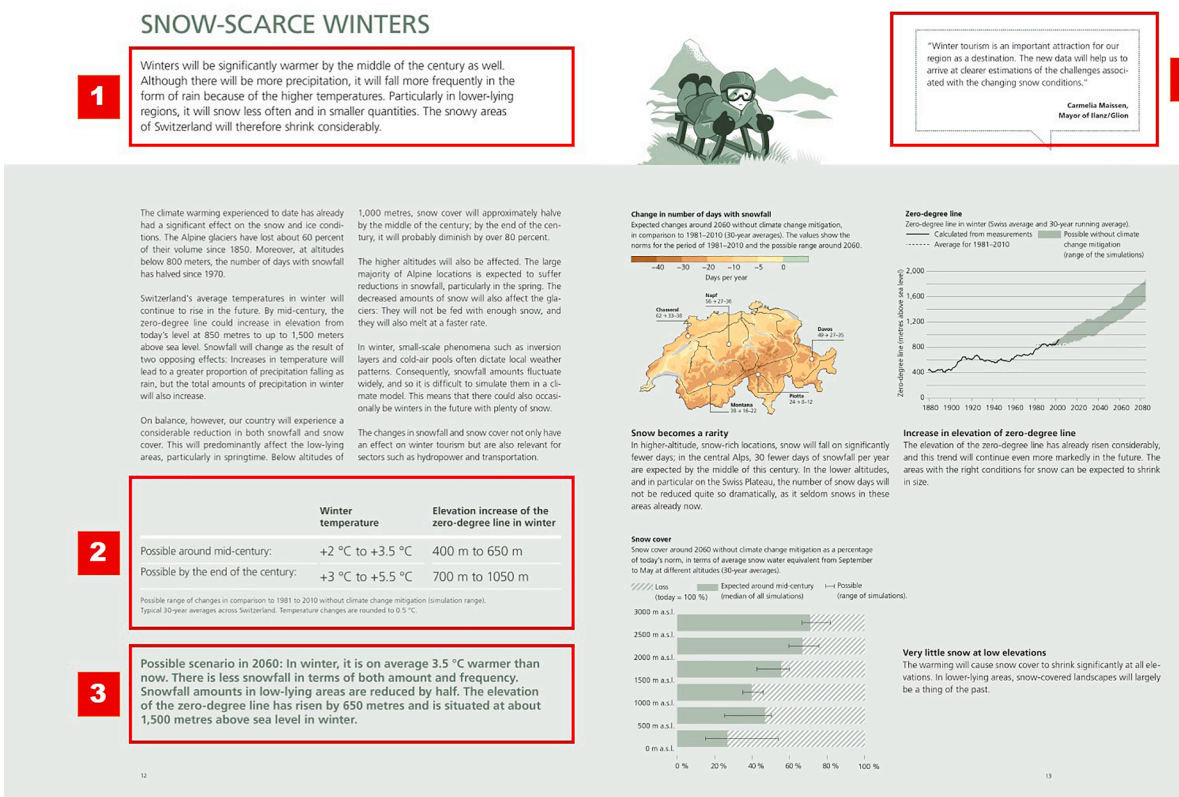 SNOW-SCARCE WINTERS
1
Winters will be significantly warmer by the middle of the century as well.
Although there will be more precipitation, it will fall more frequently in the
form of rain because of the higher temperatures. Particularly in lower-lying
regions, it will snow less often and in smaller quantities. The snowy areas
of Switzerland will therefore shrink considerably.
"Winter tourism is an important attraction for our
region as a destination. The new data will help us to
arrive at clearer estimations of the challenges associ-
ated with the changing snow conditions."
Carmelia Maissen,
Mayor of Ilanz/Glion
The climate warming experienced to date has already
had a significant effect on the snow and ice condi-
tions. The Alpine glaciers have lost about 60 percent
of their volume since 1850. Moreover, at altitudes
below 800 meters, the number of days with snowfall
has halved since 1970.
Switzerland's average temperatures in winter will
continue to rise in the future. By mid-century, the
zero-degree line could increase in elevation from
today's level at 850 metres to up to 1,500 meters
above sea level. Snowfall will change as the result of
two opposing effects: Increases in temperature will
lead to a greater proportion of precipitation falling as
rain, but the total amounts of precipitation in winter
will also increase.
On balance, however, our country will experience a
considerable reduction in both snowfall and snow
cover. This will predominantly affect the low-lying
areas, particularly in springtime. Below altitudes of
1,000 metres, snow cover will approximately halve
by the middle of the century; by the end of the cen-
tury, it will probably diminish by over 80 percent.
The higher altitudes will also be affected. The large
majority of Alpine locations is expected to suffer
reductions in snowfall, particularly in the spring. The
decreased amounts of snow will also affect the gla-
ciers: They will not be fed with enough snow, and
they will also melt at a faster rate.
In winter, small-scale phenomena such as inversion
layers and cold-air pools often dictate local weather
patterns. Consequently, snowfall amounts fluctuate
widely, and so it is difficult to simulate them in a cli-
mate model. This means that there could also occasi-
onally be winters in the future with plenty of snow.
The changes in snowfall and snow cover not only have
an effect on winter tourism but are also relevant for
sectors such as hydropower and transportation.
2
Winter
temperature
Elevation increase of the
zero-degree line in winter
Possible around mid-century: +2 °C to +3.5 °C 400 m to 650 m
Possible by the end of the century: +3 °C to +5.5 °C 700 m to 1050 m
Possible range of changes in comparison to 1981 to 2010 without climate change mitigation (simulation range).
Typical 30-year averages across Switzerland. Temperature changes are rounded to 0.5 °C.
3
Possible scenario in 2060: In winter, it is on average 3.5 °C warmer than
now. There is less snowfall in terms of both amount and frequency.
Snowfall amounts in low-lying areas are reduced by half. The elevation
of the zero-degree line has risen by 650 metres and is situated at about
1,500 metres above sea level in winter.
12
Change in number of days with snowfall
Expected changes around 2060 without climate change mitigation,
in comparison to 1981–2010 (30-year averages). The values show the
norms for the period of 1981–2010 and the possible range around 2060.
−40 −30 −20 −10 −5 0
Days per year
Napf
56→27–36
Chasseral
62→33–38
Davos
49→27–35
Piotta
24→8–12
Montana
38→16–22
Snow becomes a rarity
In higher-altitude, snow-rich locations, snow will fall on significantly
fewer days; in the central Alps, 30 fewer days of snowfall per year
are expected by the middle of this century. In the lower altitudes,
and in particular on the Swiss Plateau, the number of snow days will
not be reduced quite so dramatically, as it seldom snows in these
areas already now.
Zero-degree line
Zero-degree line in winter (Swiss average and 30-year running average).
Calculated from measurements
Average for 1981–2010
Possible without climate
change mitigation
(range of the simulations)
Zero-degree line (metres above sea level)
2,000
1,600
1,200
800
400
0
1880 1900 1920 1940 1960 1980 2000 2020 2040 2060 2080
Increase in elevation of zero-degree line
The elevation of the zero-degree line has already risen considerably,
and this trend will continue even more markedly in the future. The
areas with the right conditions for snow can be expected to shrink
in size.
Snow cover
Snow cover around 2060 without climate change mitigation as a percentage
of today's norm, in terms of average snow water equivalent from September
to May at different altitudes (30-year averages).
Loss
(today = 100 %)
Expected around mid-century
(median of all simulations)
Possible
(range of simulations).
3000 m a.s.l.
2500 m a.s.l.
2000 m a.s.l.
1500 m a.s.l.
1000 m a.s.l.
500 m a.s.l.
0 m a.s.l.
0 % 20 % 40 % 60 % 80 % 100 %
Very little snow at low elevations
The warming will cause snow cover to shrink significantly at all ele-
vations. In lower-lying areas, snow-covered landscapes will largely
be a thing of the past.
13